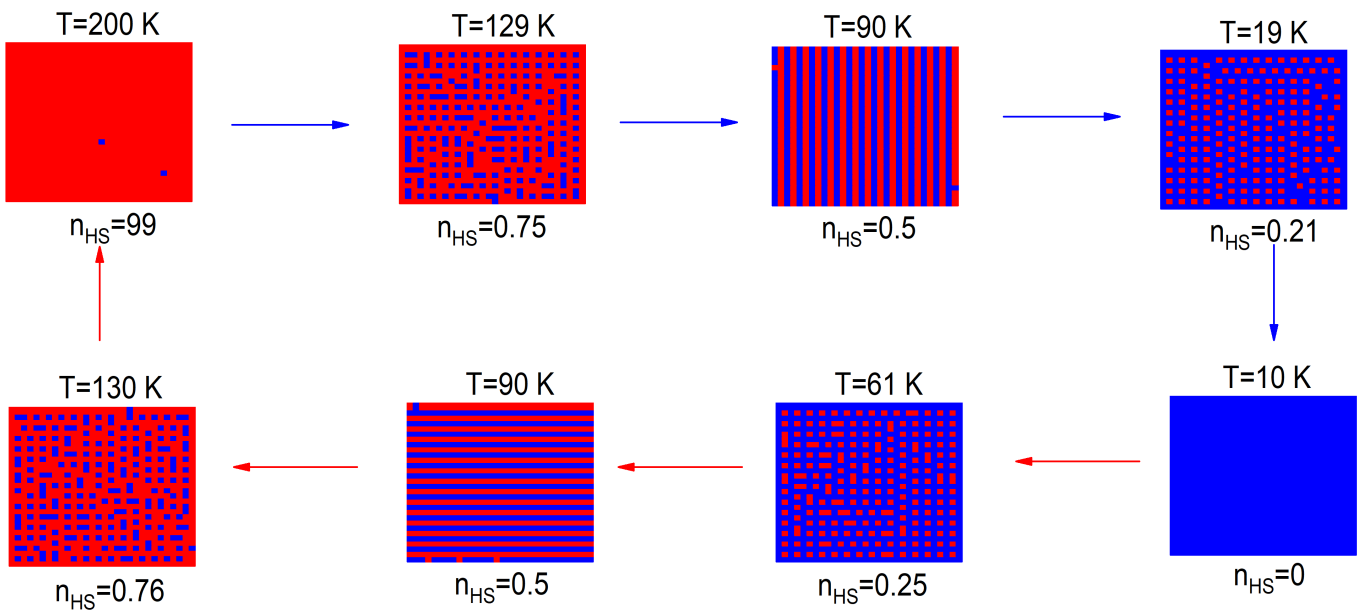 T=200 K
T=129 K
T=90 K
T=19 K
n_HS=99
n_HS=0.75
n_HS=0.5
n_HS=0.21
T=130 K
T=90 K
T=61 K
T=10 K
n_HS=0.76
n_HS=0.5
n_HS=0.25
n_HS=0